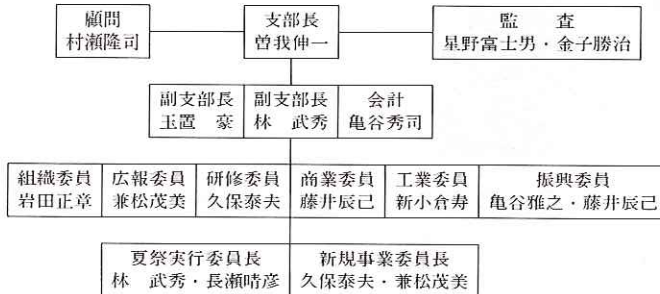 顧問
村瀬隆司
支部長
曽我伸一
監　査
星野富士男・金子勝治
副支部長
玉置　豪
副支部長
林　武秀
会計
亀谷秀司
組織委員
岩田正章
広報委員
兼松茂美
研修委員
久保泰夫
商業委員
藤井辰己
工業委員
新小倉寿
振興委員
亀谷雅之・藤井辰己
夏祭実行委員長
林　武秀・長瀬晴彦
新規事業委員長
久保泰夫・兼松茂美